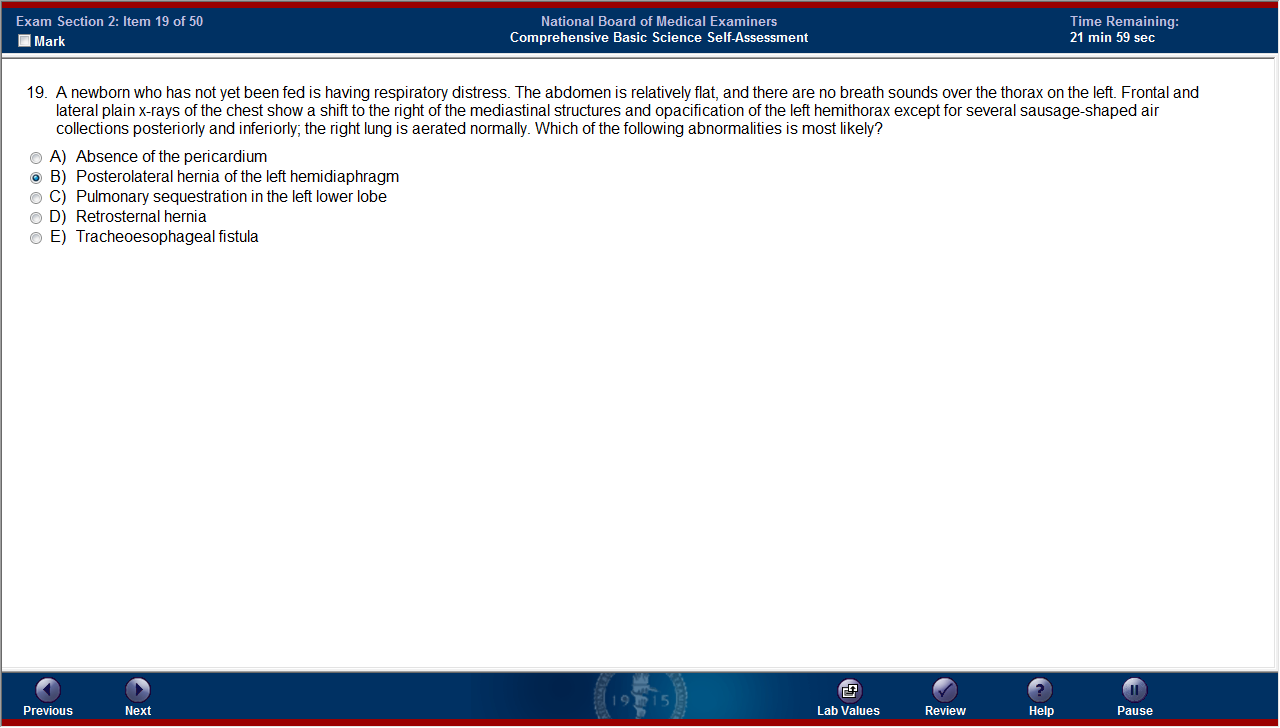 Exam Section 2: Item 19 of 50
National Board of Medical Examiners
Time Remaining:
Mark
Comprehensive Basic Science Self-Assessment
21 min 59 sec
19. A newborn who has not yet been fed is having respiratory distress. The abdomen is relatively flat, and there are no breath sounds over the thorax on the left. Frontal and
lateral plain x-rays of the chest show a shift to the right of the mediastinal structures and opacification of the left hemithorax except for several sausage-shaped air
collections posteriorly and inferiorly; the right lung is aerated normally. Which of the following abnormalities is most likely?
A) Absence of the pericardium
B) Posterolateral hernia of the left hemidiaphragm
C) Pulmonary sequestration in the left lower lobe
D) Retrosternal hernia
E) Tracheoesophageal fistula
1915
Previous
Next
Lab Values
Review
Help
Pause